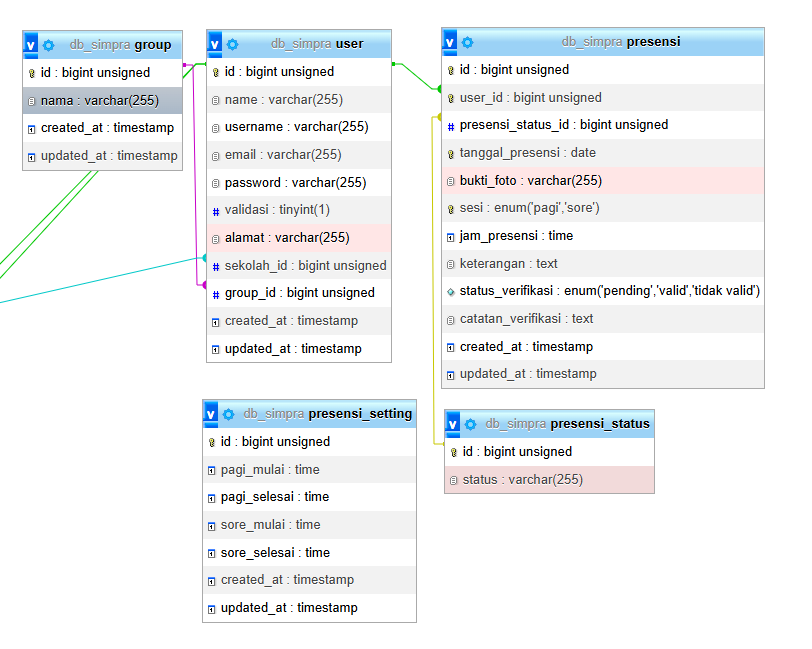 db_simpra group
id : bigint unsigned
nama : varchar(255)
created_at : timestamp
updated_at : timestamp
db_simpra user
id : bigint unsigned
name : varchar(255)
username : varchar(255)
email : varchar(255)
password : varchar(255)
validasi : tinyint(1)
alamat : varchar(255)
sekolah_id : bigint unsigned
group_id : bigint unsigned
created_at : timestamp
updated_at : timestamp
db_simpra presensi
id : bigint unsigned
user_id : bigint unsigned
presensi_status_id : bigint unsigned
tanggal_presensi : date
bukti_foto : varchar(255)
sesi : enum('pagi','sore')
jam_presensi : time
keterangan : text
status_verifikasi : enum('pending','valid','tidak valid')
catatan_verifikasi : text
created_at : timestamp
updated_at : timestamp
db_simpra presensi_setting
id : bigint unsigned
pagi_mulai : time
pagi_selesai : time
sore_mulai : time
sore_selesai : time
created_at : timestamp
updated_at : timestamp
db_simpra presensi_status
id : bigint unsigned
status : varchar(255)